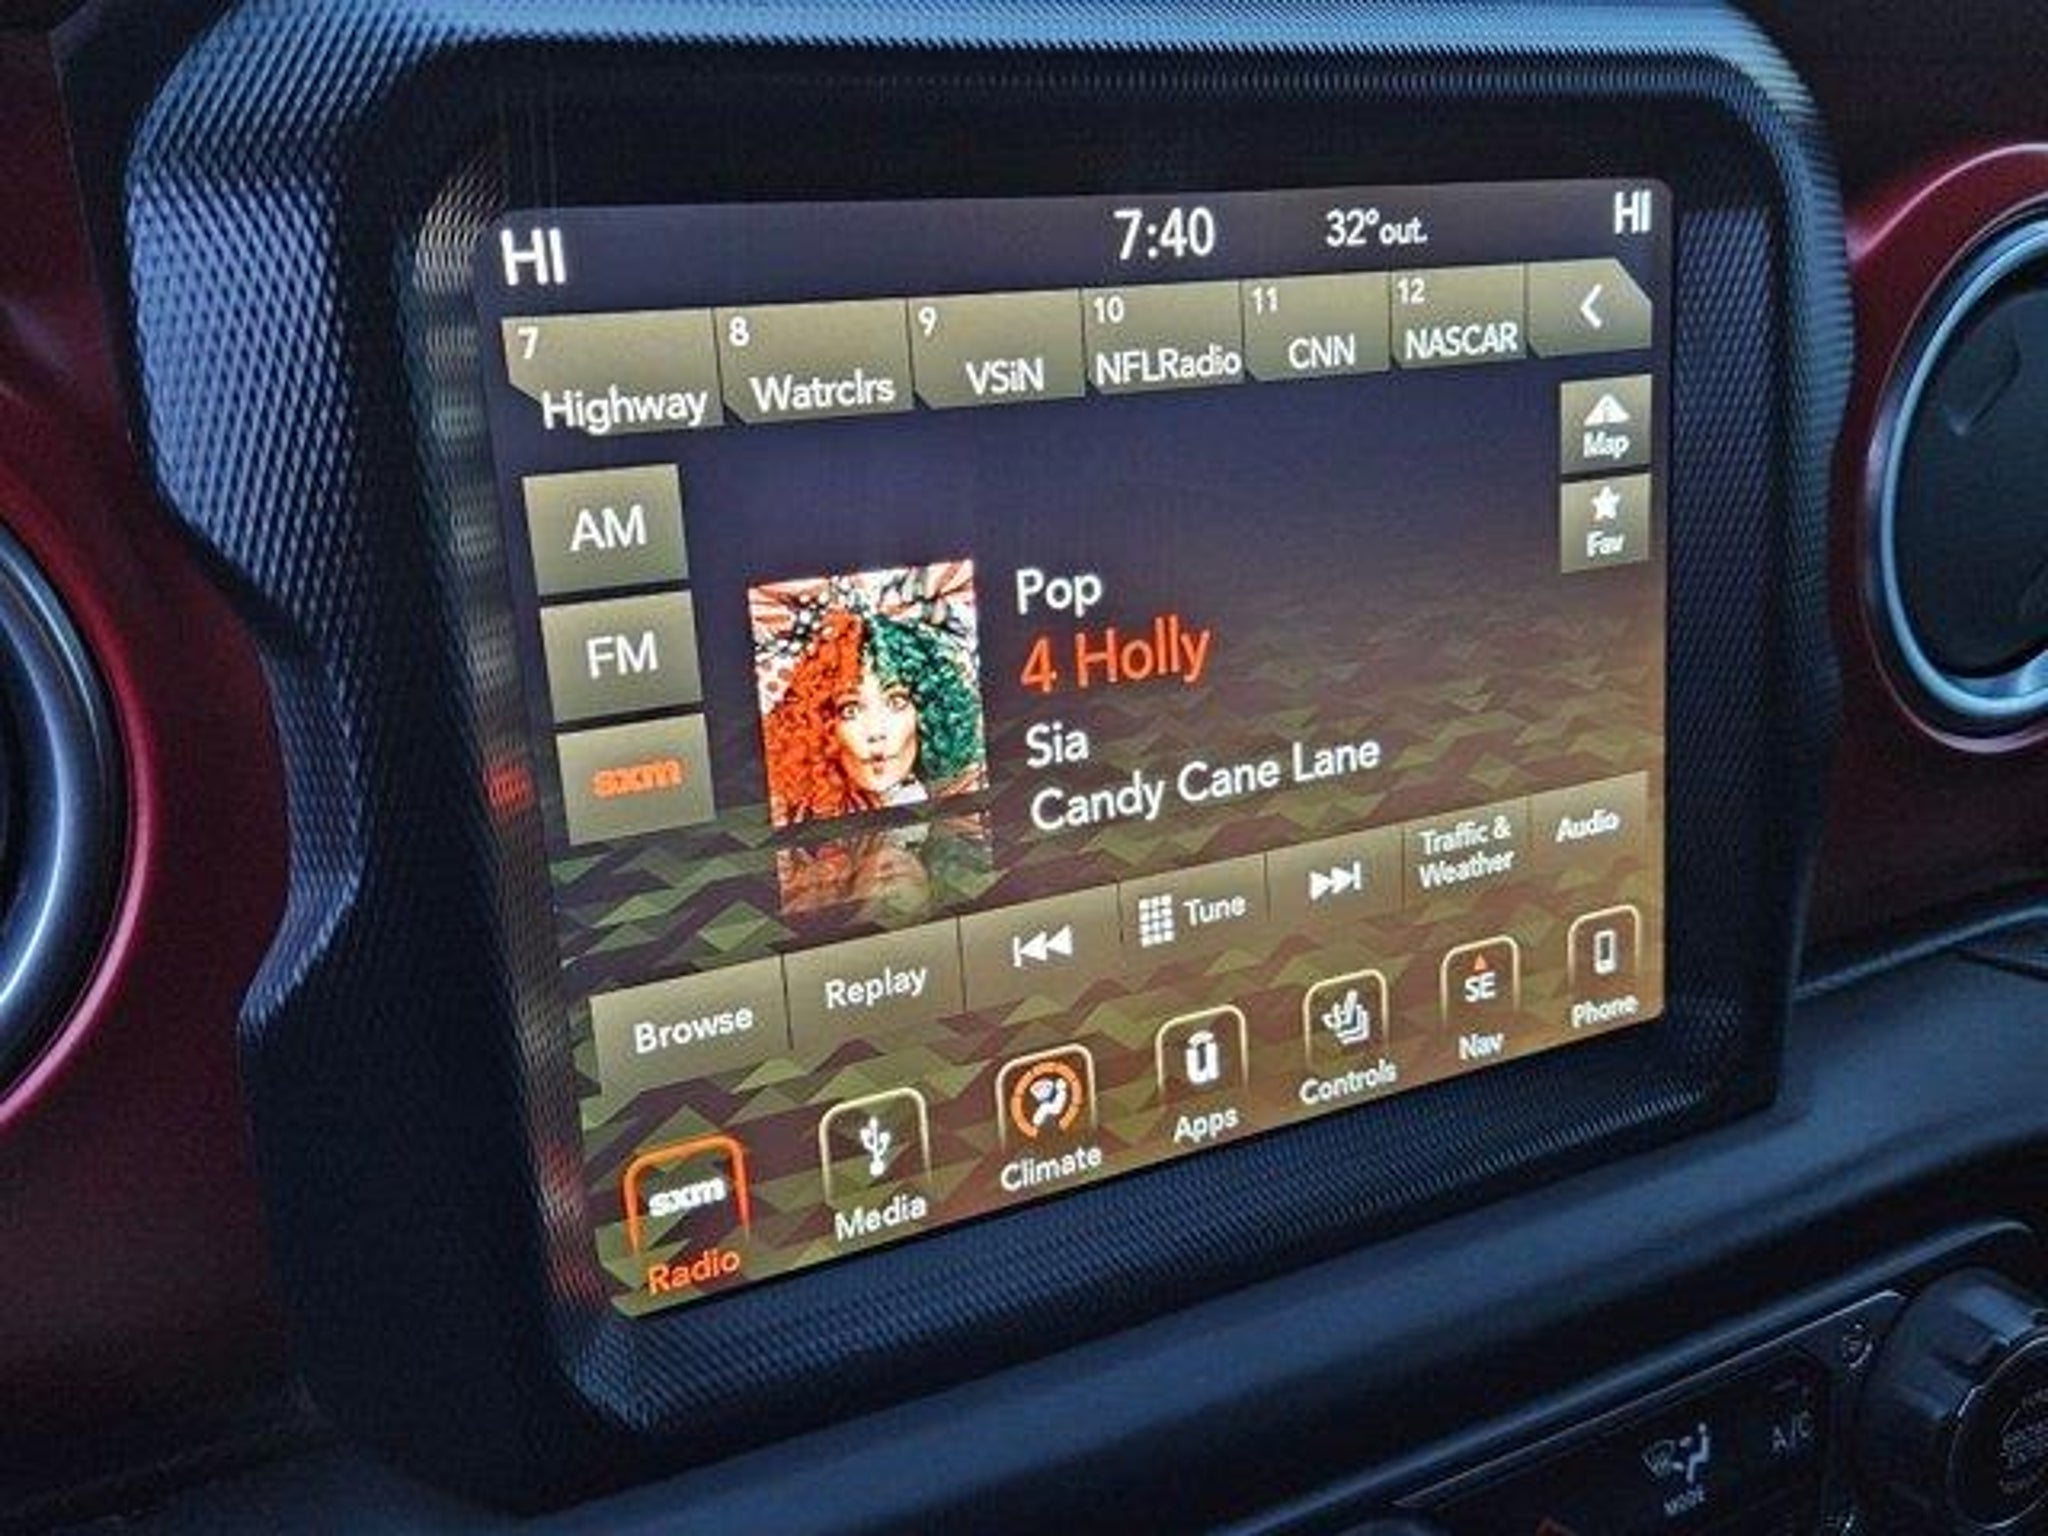 HI
7:40
32°out.
HI
7
Highway
8
Watrclrs
9
VSiN
10
NFLRadio
11
CNN
12
NASCAR
Map
Fav
AM
FM
sxm
Pop
4 Holly
Sia
Candy Cane Lane
Browse
Replay
Tune
Traffic &
Weather
Audio
sxm
Radio
Media
Climate
Apps
Controls
SE
Nav
Phone
MODE
A/C